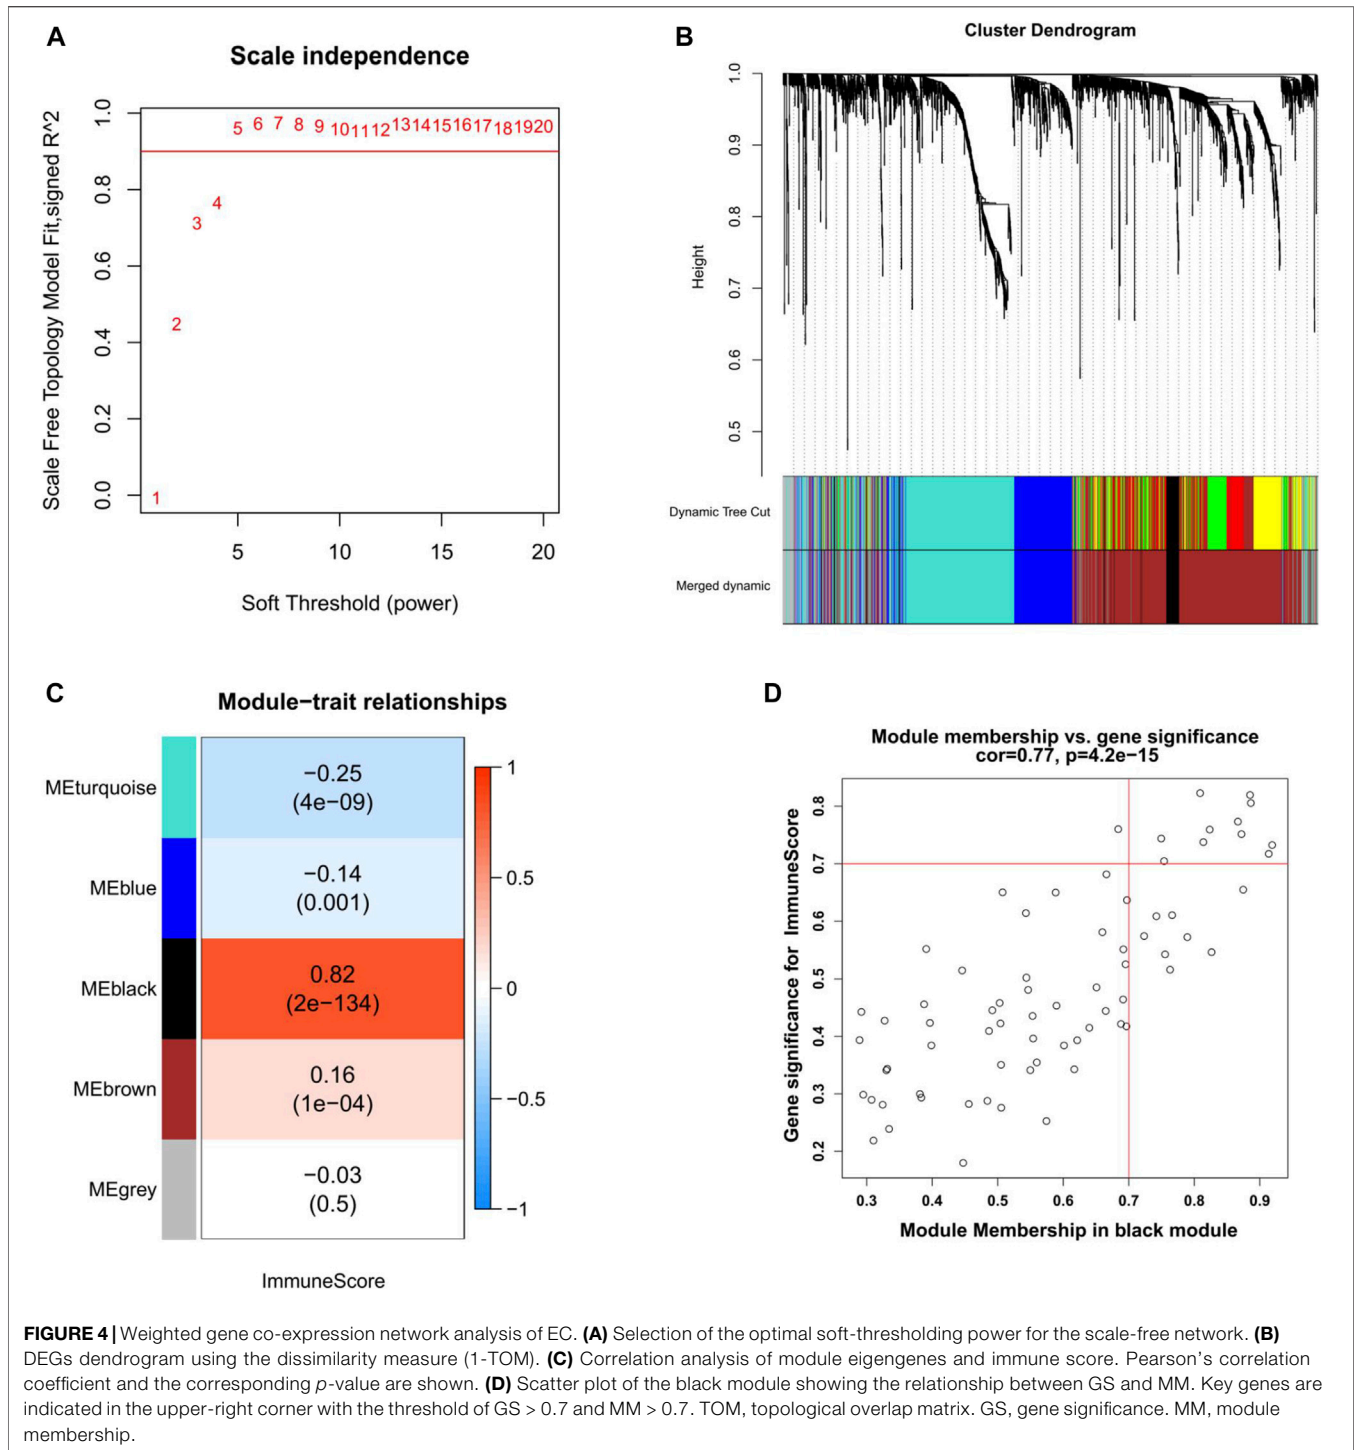 A
Scale independence
Scale Free Topology Model Fit,signed R^2
1.0
0.8
0.6
0.4
0.2
0.0
1
2
3
4
5
6
7
8
9
10
11
12
13
14
15
16
17
18
19
20
5
10
15
20
Soft Threshold (power)
B
Cluster Dendrogram
Height
1.0
0.9
0.8
0.7
0.6
0.5
Dynamic Tree Cut
Merged dynamic
C
Module−trait relationships
MEturquoise
−0.25
(4e−09)
MEblue
−0.14
(0.001)
MEblack
0.82
(2e−134)
MEbrown
0.16
(1e−04)
MEgrey
−0.03
(0.5)
1
0.5
0
−0.5
−1
ImmuneScore
D
Module membership vs. gene significance
cor=0.77, p=4.2e−15
Gene significance for ImmuneScore
0.8
0.7
0.6
0.5
0.4
0.3
0.2
0.3
0.4
0.5
0.6
0.7
0.8
0.9
Module Membership in black module
FIGURE 4 | Weighted gene co-expression network analysis of EC. (A) Selection of the optimal soft-thresholding power for the scale-free network. (B)
DEGs dendrogram using the dissimilarity measure (1-TOM). (C) Correlation analysis of module eigengenes and immune score. Pearson's correlation
coefficient and the corresponding p-value are shown. (D) Scatter plot of the black module showing the relationship between GS and MM. Key genes are
indicated in the upper-right corner with the threshold of GS > 0.7 and MM > 0.7. TOM, topological overlap matrix. GS, gene significance. MM, module
membership.